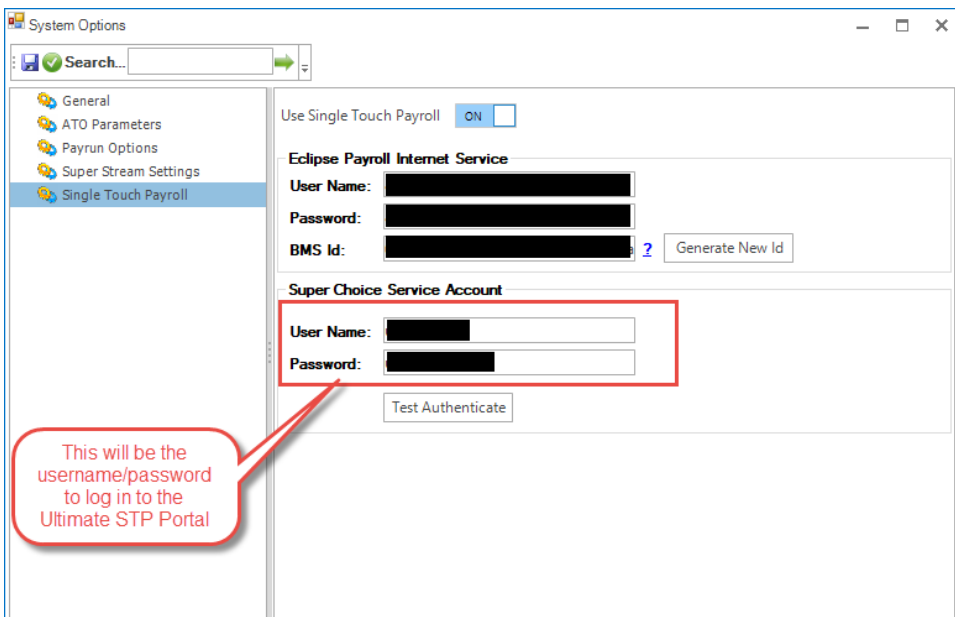 System Options
Search...
General
ATO Parameters
Payrun Options
Super Stream Settings
Single Touch Payroll
Use Single Touch Payroll ON
Eclipse Payroll Internet Service
User Name:
Password:
BMS Id: ? Generate New Id
Super Choice Service Account
User Name:
Password:
Test Authenticate
This will be the
username/password
to log in to the
Ultimate STP Portal